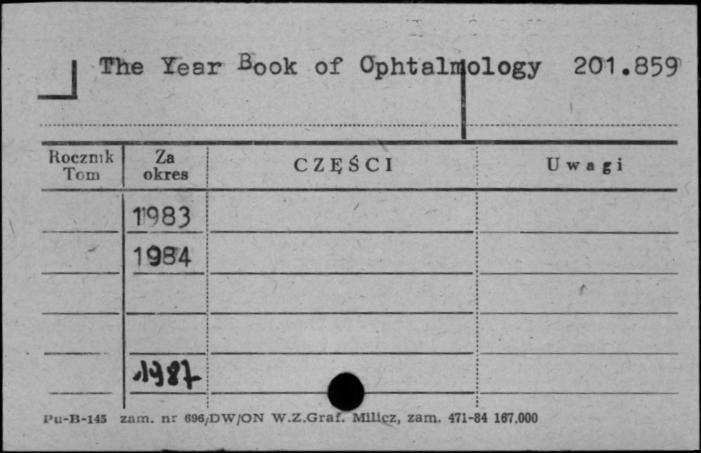 The Year Book of Ophtalmology 201.859
Rocznik Tom Za okres CZĘŚCI Uwagi
1983
1984
1987
Pu-B-145 zam. nr 696/DW/ON W.Z.Graf. Milicz, zam. 471-84 167.000